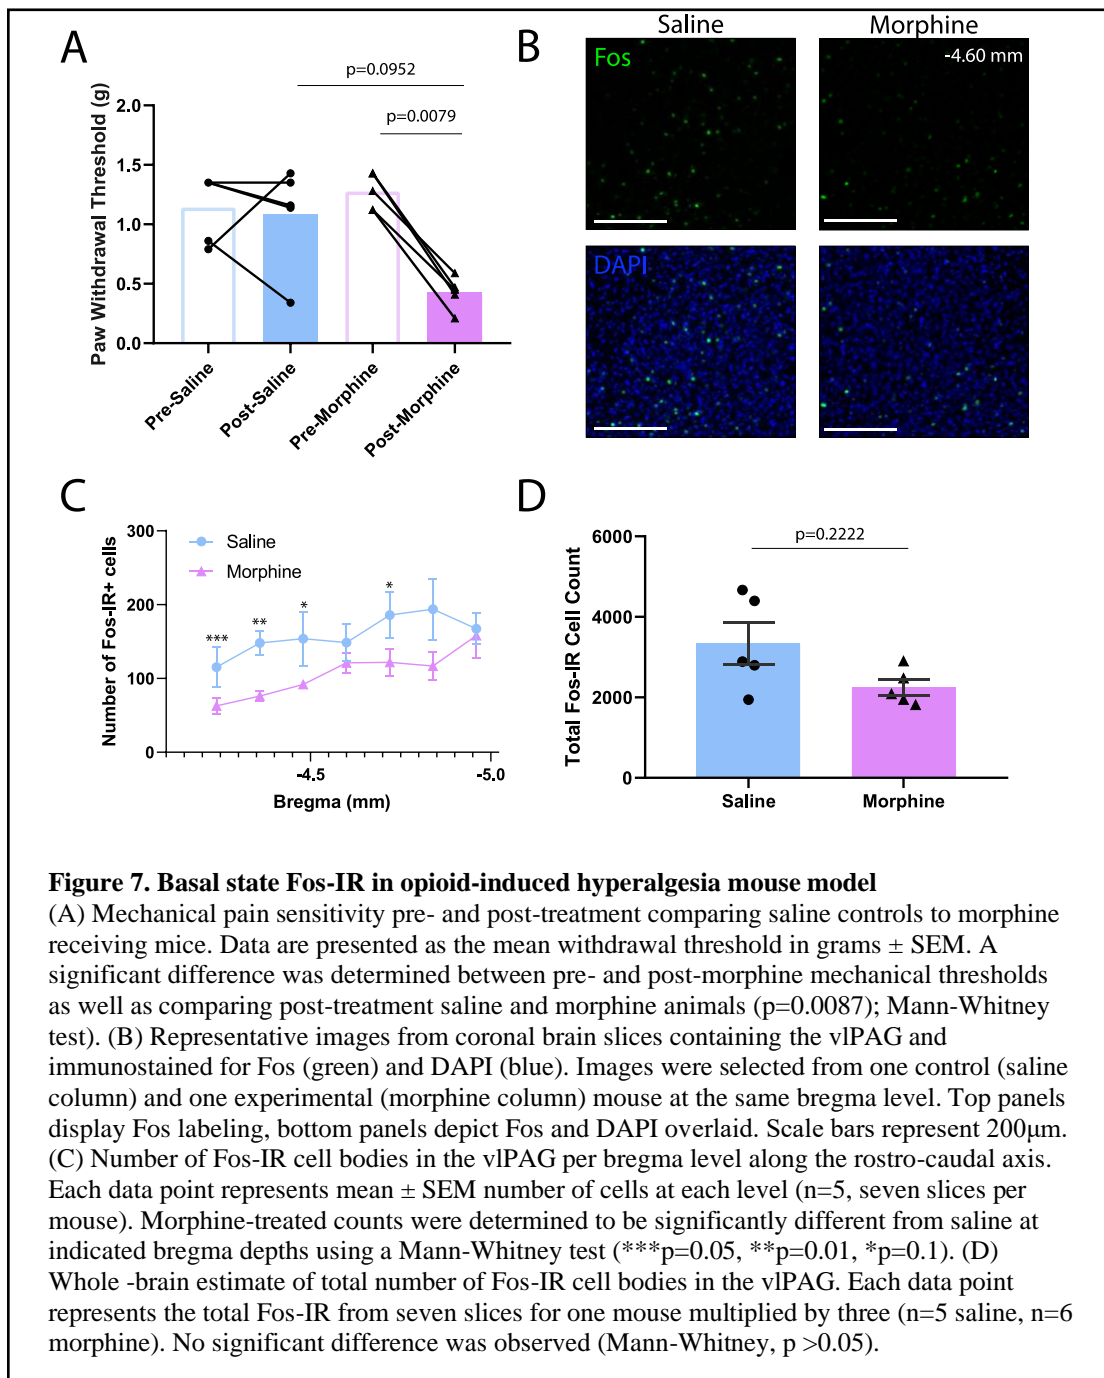 A
p=0.0952
p=0.0079
Paw Withdrawal Threshold (g)
2.0
1.5
1.0
0.5
0.0
Pre-Saline
Post-Saline
Pre-Morphine
Post-Morphine
B
Saline
Morphine
Fos
-4.60 mm
DAPI
C
Number of Fos-IR+ cells
300
200
100
0
Saline
Morphine
***
**
*
*
-4.5
-5.0
Bregma (mm)
D
p=0.2222
Total Fos-IR Cell Count
6000
4000
2000
0
Saline
Morphine
Figure 7. Basal state Fos-IR in opioid-induced hyperalgesia mouse model
(A) Mechanical pain sensitivity pre- and post-treatment comparing saline controls to morphine
receiving mice. Data are presented as the mean withdrawal threshold in grams ± SEM. A
significant difference was determined between pre- and post-morphine mechanical thresholds
as well as comparing post-treatment saline and morphine animals (p=0.0087); Mann-Whitney
test). (B) Representative images from coronal brain slices containing the vlPAG and
immunostained for Fos (green) and DAPI (blue). Images were selected from one control (saline
column) and one experimental (morphine column) mouse at the same bregma level. Top panels
display Fos labeling, bottom panels depict Fos and DAPI overlaid. Scale bars represent 200μm.
(C) Number of Fos-IR cell bodies in the vlPAG per bregma level along the rostro-caudal axis.
Each data point represents mean ± SEM number of cells at each level (n=5, seven slices per
mouse). Morphine-treated counts were determined to be significantly different from saline at
indicated bregma depths using a Mann-Whitney test (***p=0.05, **p=0.01, *p=0.1). (D)
Whole -brain estimate of total number of Fos-IR cell bodies in the vlPAG. Each data point
represents the total Fos-IR from seven slices for one mouse multiplied by three (n=5 saline, n=6
morphine). No significant difference was observed (Mann-Whitney, p >0.05).